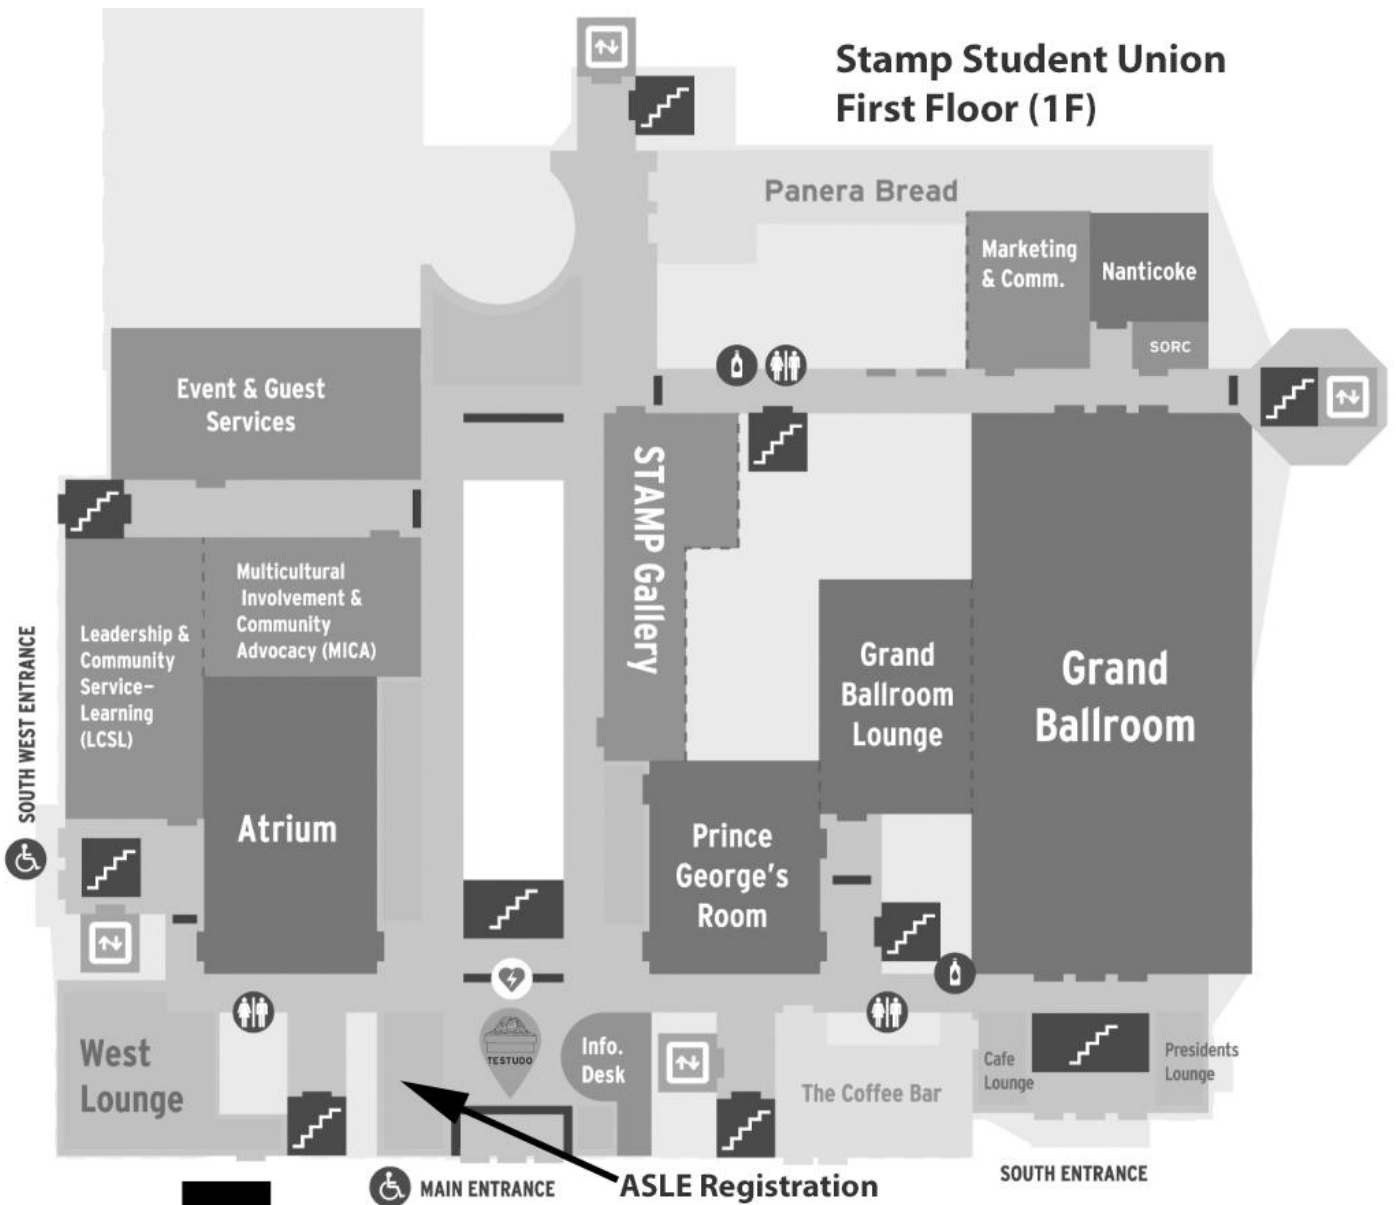 Stamp Student Union
First Floor (1F)
Panera Bread
Marketing
& Comm.
Nanticoke
SORC
Event & Guest
Services
STAMP Gallery
Multicultural
Involvement &
Community
Advocacy (MICA)
Leadership &
Community
Service–
Learning
(LCSL)
SOUTH WEST ENTRANCE
Atrium
Grand
Ballroom
Lounge
Grand
Ballroom
Prince
George's
Room
West
Lounge
TESTUDO
Info.
Desk
The Coffee Bar
Cafe
Lounge
Presidents
Lounge
MAIN ENTRANCE
ASLE Registration
SOUTH ENTRANCE